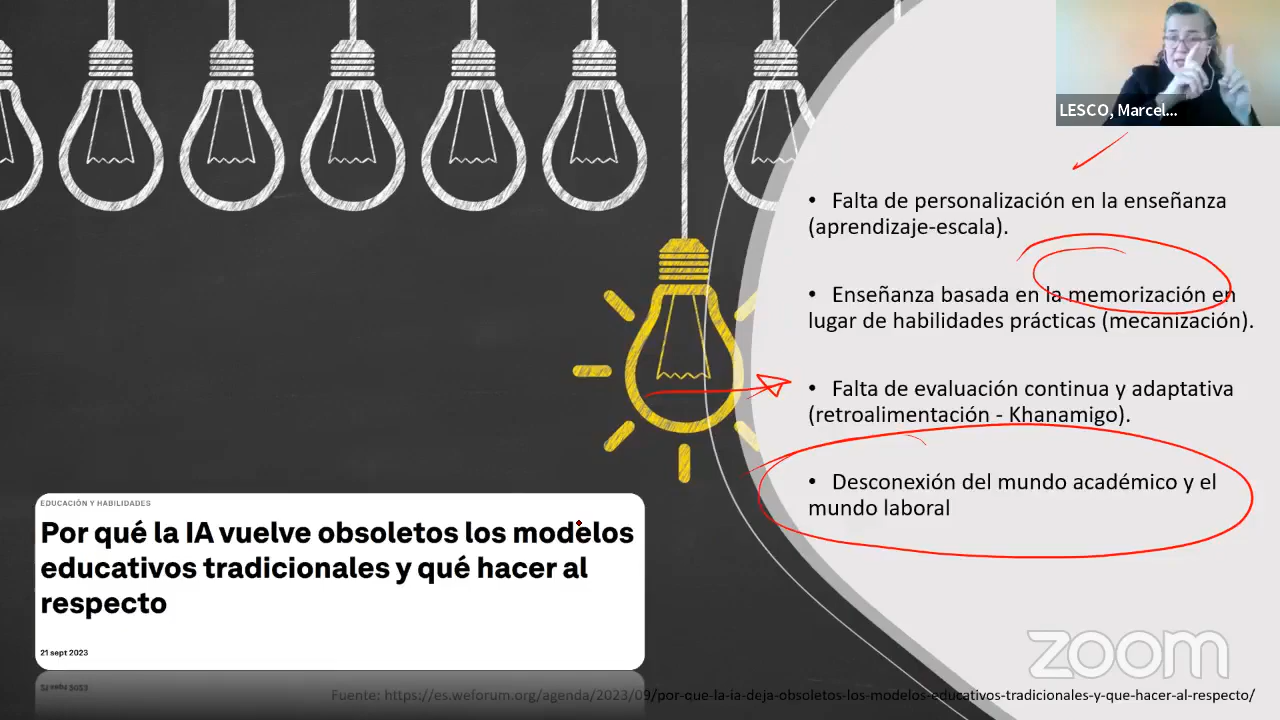 LESCO, Marcel...
• Falta de personalización en la enseñanza
(aprendizaje-escala).
• Enseñanza basada en la memorización en
lugar de habilidades prácticas (mecanización).
• Falta de evaluación continua y adaptativa
(retroalimentación - Khanamigo).
• Desconexión del mundo académico y el
mundo laboral
EDUCACIÓN Y HABILIDADES
Por qué la IA vuelve obsoletos los modelos
educativos tradicionales y qué hacer al
respecto
21 sept 2023
zoom
Fuente: https://es.weforum.org/agenda/2023/09/por-que-la-ia-deja-obsoletos-los-modelos-educativos-tradicionales-y-que-hacer-al-respecto/